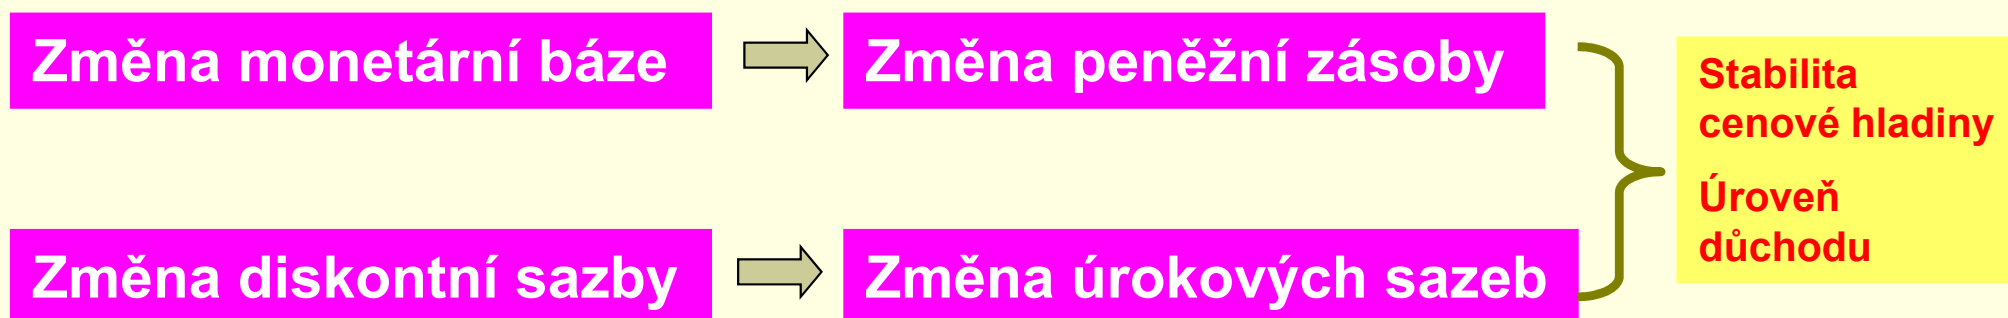 Změna monetární báze
Změna peněžní zásoby
Stabilita
cenové hladiny
Úroveň
důchodu
Změna diskontní sazby
Změna úrokových sazeb